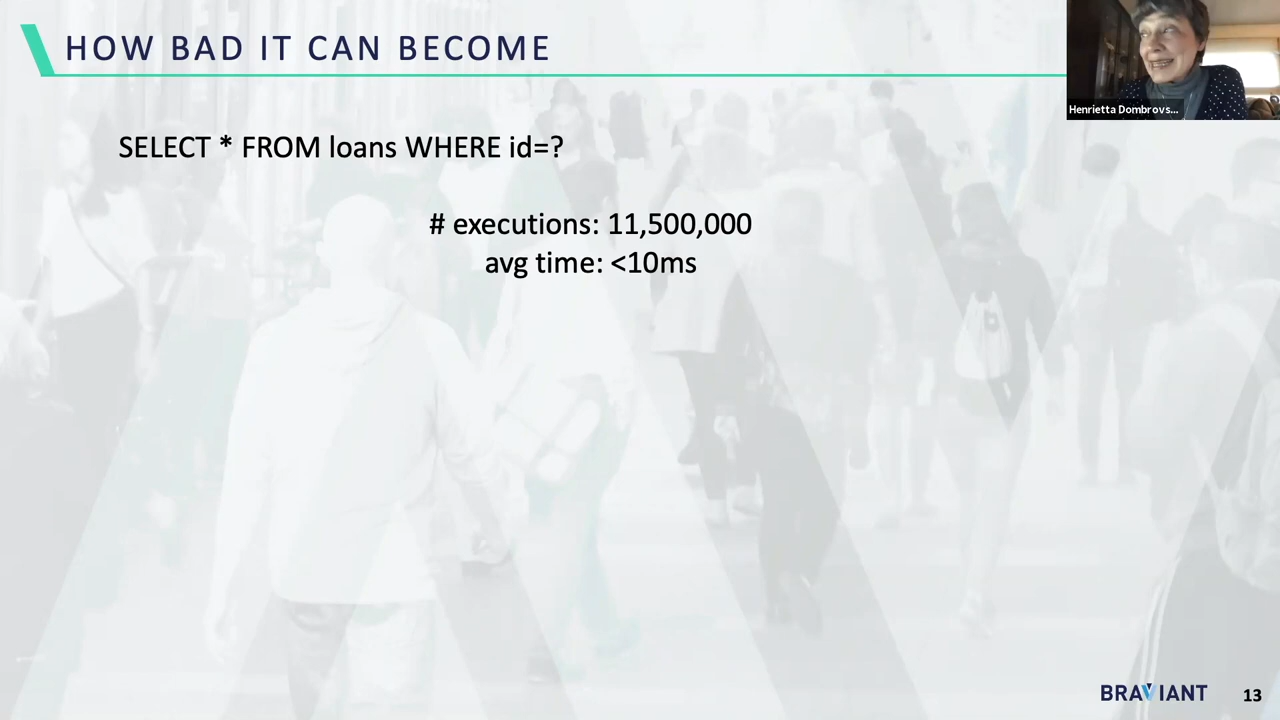 HOW BAD IT CAN BECOME
Henrietta Dombrovs...
SELECT * FROM loans WHERE id=?
# executions: 11,500,000
avg time: <10ms
BRAVIANT
13